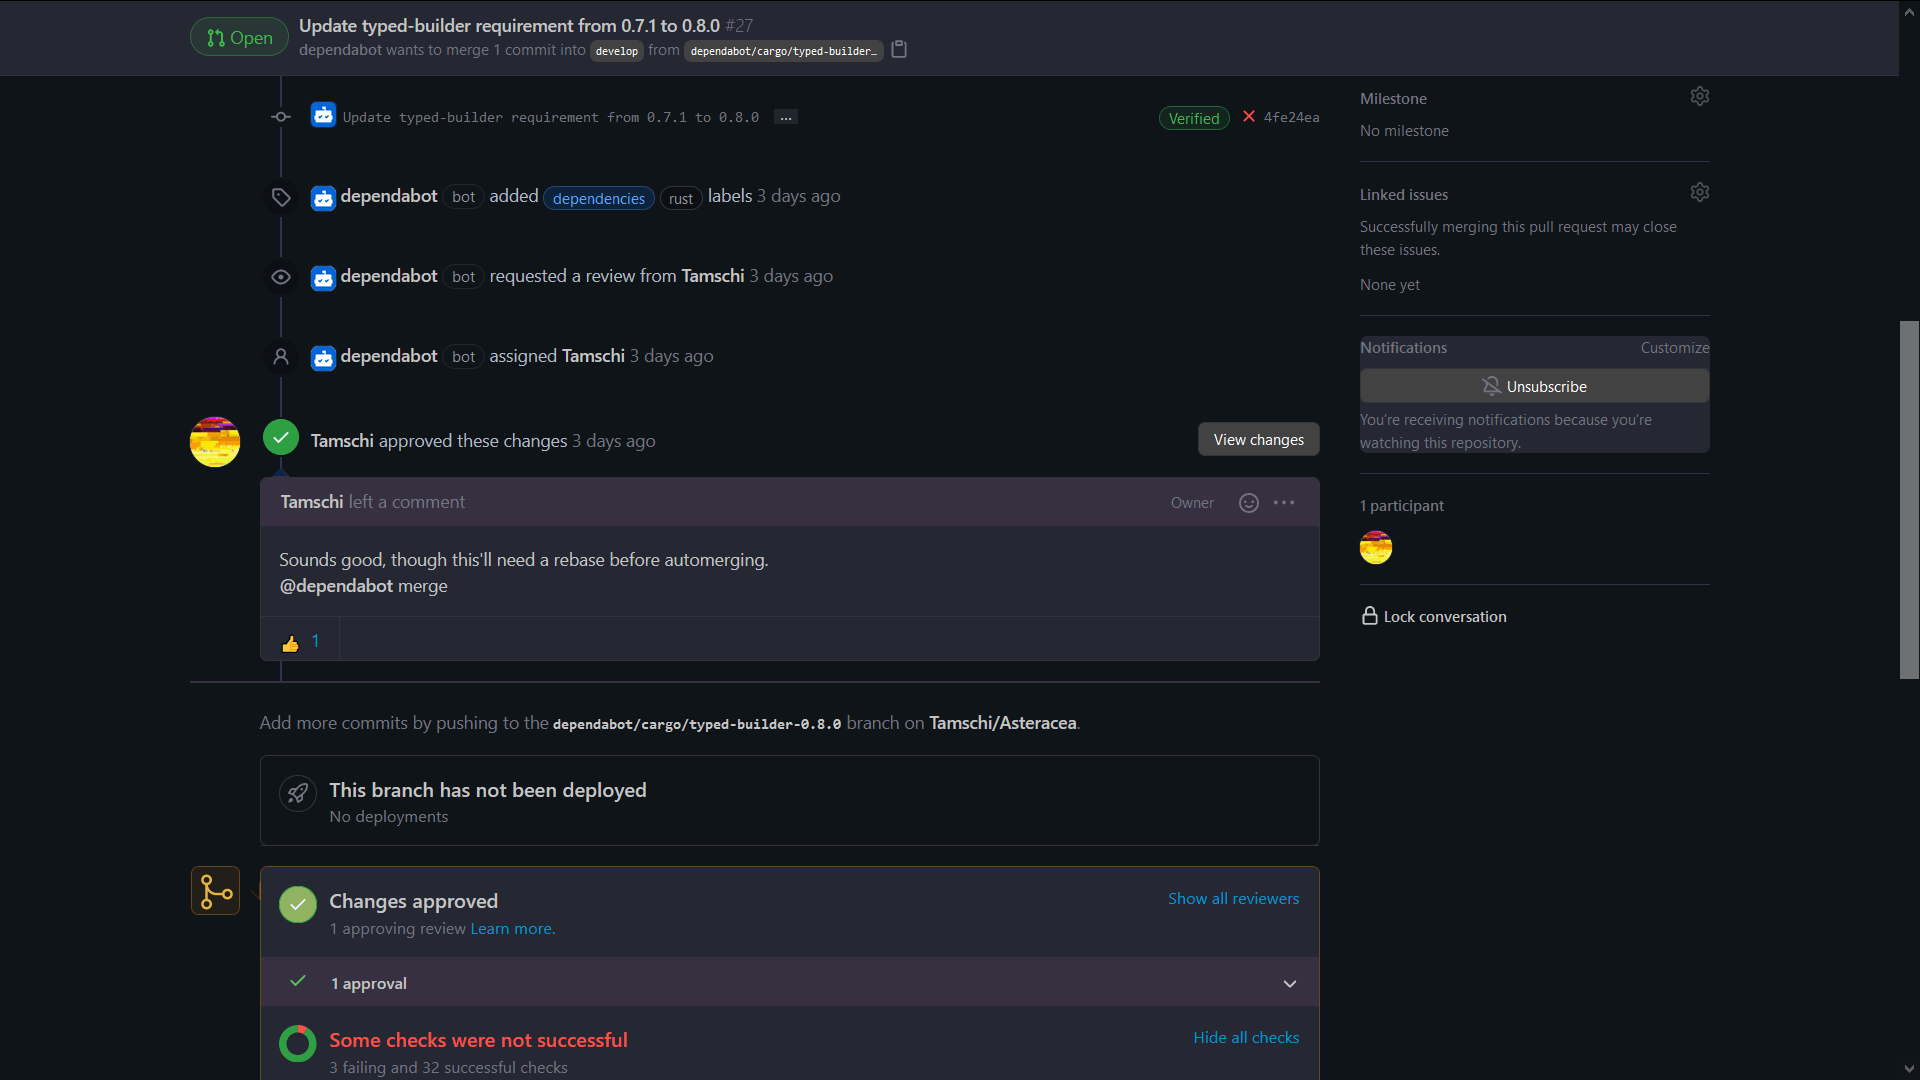 Open
Update typed-builder requirement from 0.7.1 to 0.8.0 #27
dependabot wants to merge 1 commit into develop from dependabot/cargo/typed-builder…
Update typed-builder requirement from 0.7.1 to 0.8.0 …
Verified 4fe24ea
dependabot bot added dependencies rust labels 3 days ago
dependabot bot requested a review from Tamschi 3 days ago
dependabot bot assigned Tamschi 3 days ago
Tamschi approved these changes 3 days ago
View changes
Tamschi left a comment
Owner
Sounds good, though this'll need a rebase before automerging.
@dependabot merge
1
Add more commits by pushing to the dependabot/cargo/typed-builder-0.8.0 branch on Tamschi/Asteracea.
This branch has not been deployed
No deployments
Changes approved
Show all reviewers
1 approving review Learn more.
1 approval
Some checks were not successful
Hide all checks
3 failing and 32 successful checks
Milestone
No milestone
Linked issues
Successfully merging this pull request may close
these issues.
None yet
Notifications
Customize
Unsubscribe
You're receiving notifications because you're
watching this repository.
1 participant
Lock conversation